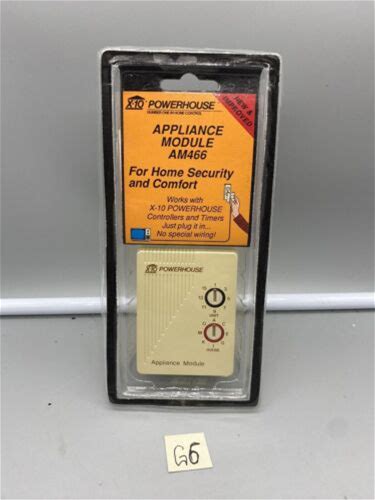 X-10 POWERHOUSE
NUMBER ONE IN HOME CONTROL
NEW &
IMPROVED
APPLIANCE
MODULE
AM466
For Home Security
and Comfort
Works with
X-10 POWERHOUSE
Controllers and Timers
Just plug it in...
No special wiring!
X-10 POWERHOUSE
UNIT
A
HOUSE
Appliance Module
G6